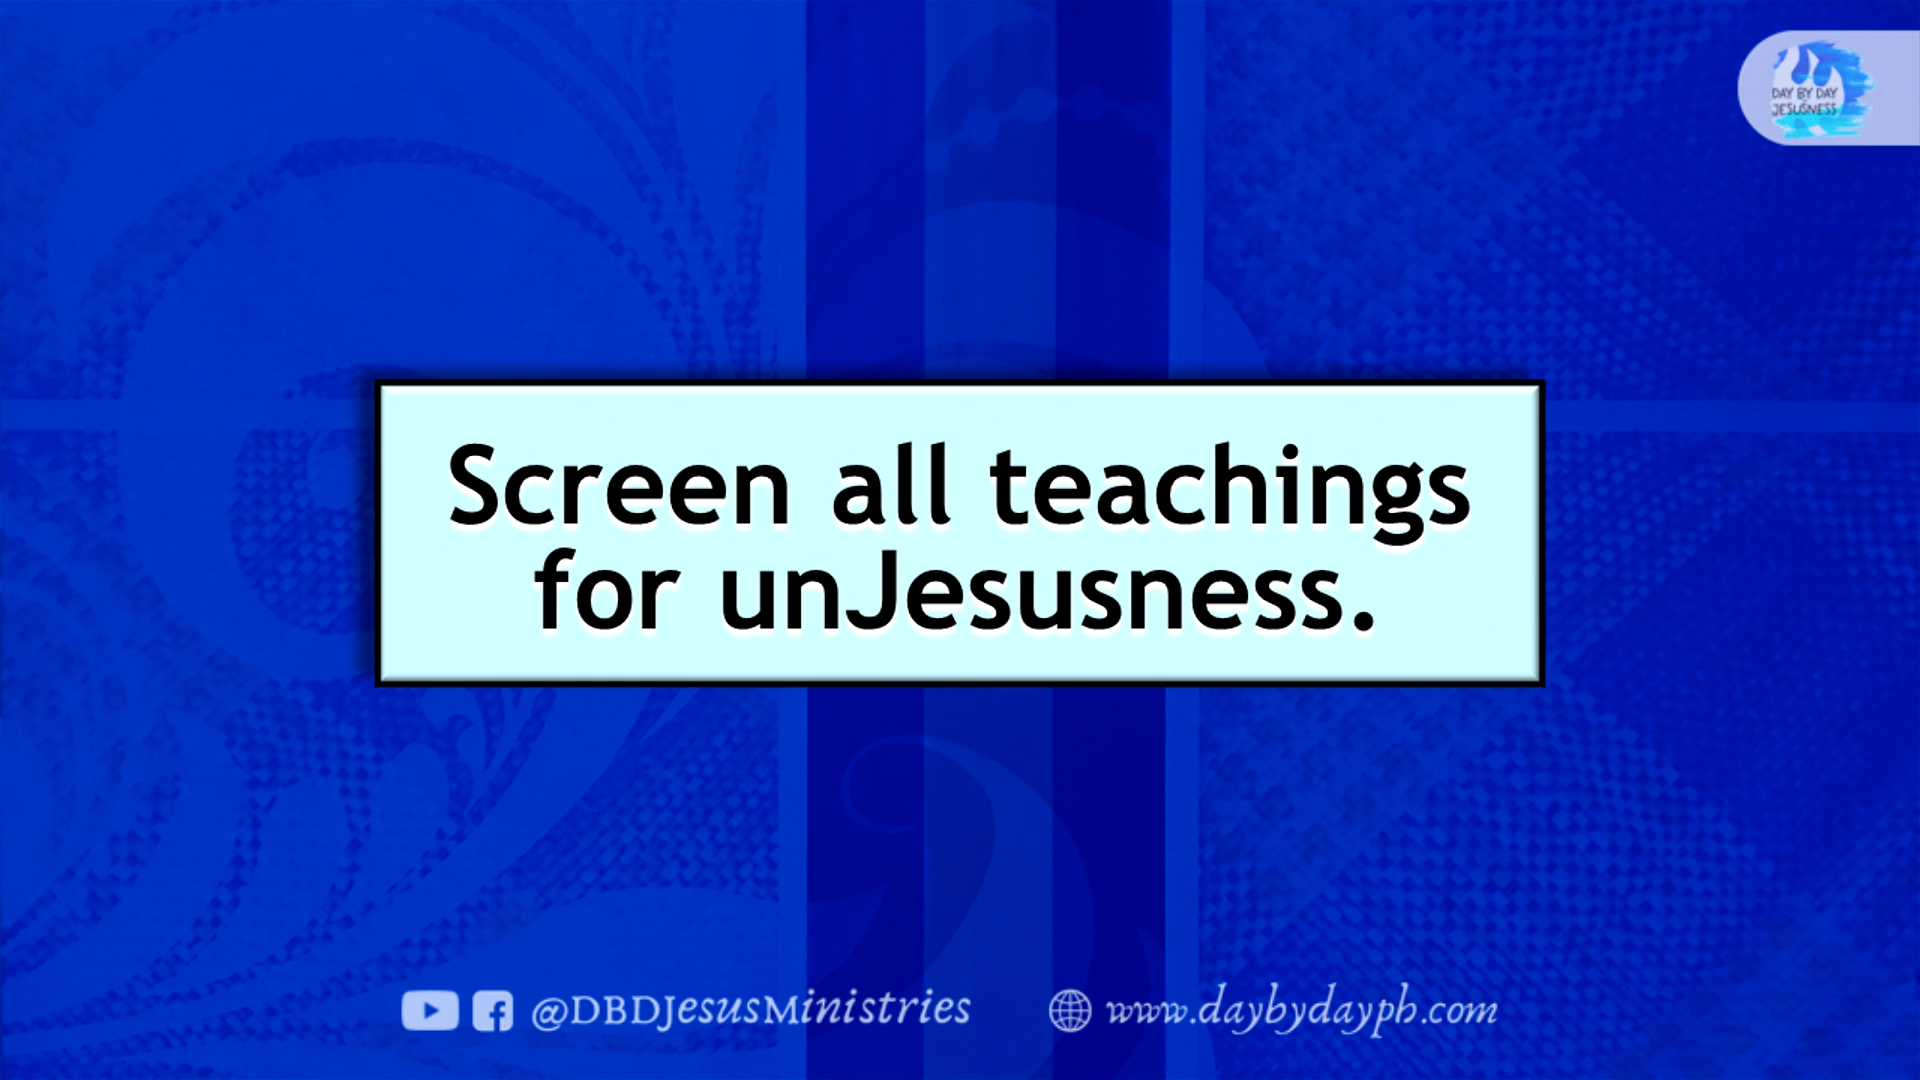 DAY BY DAY
JESUSNESS
Screen all teachings
for unJesusness.
@DBDJesusMinistries
www.daybydayph.com